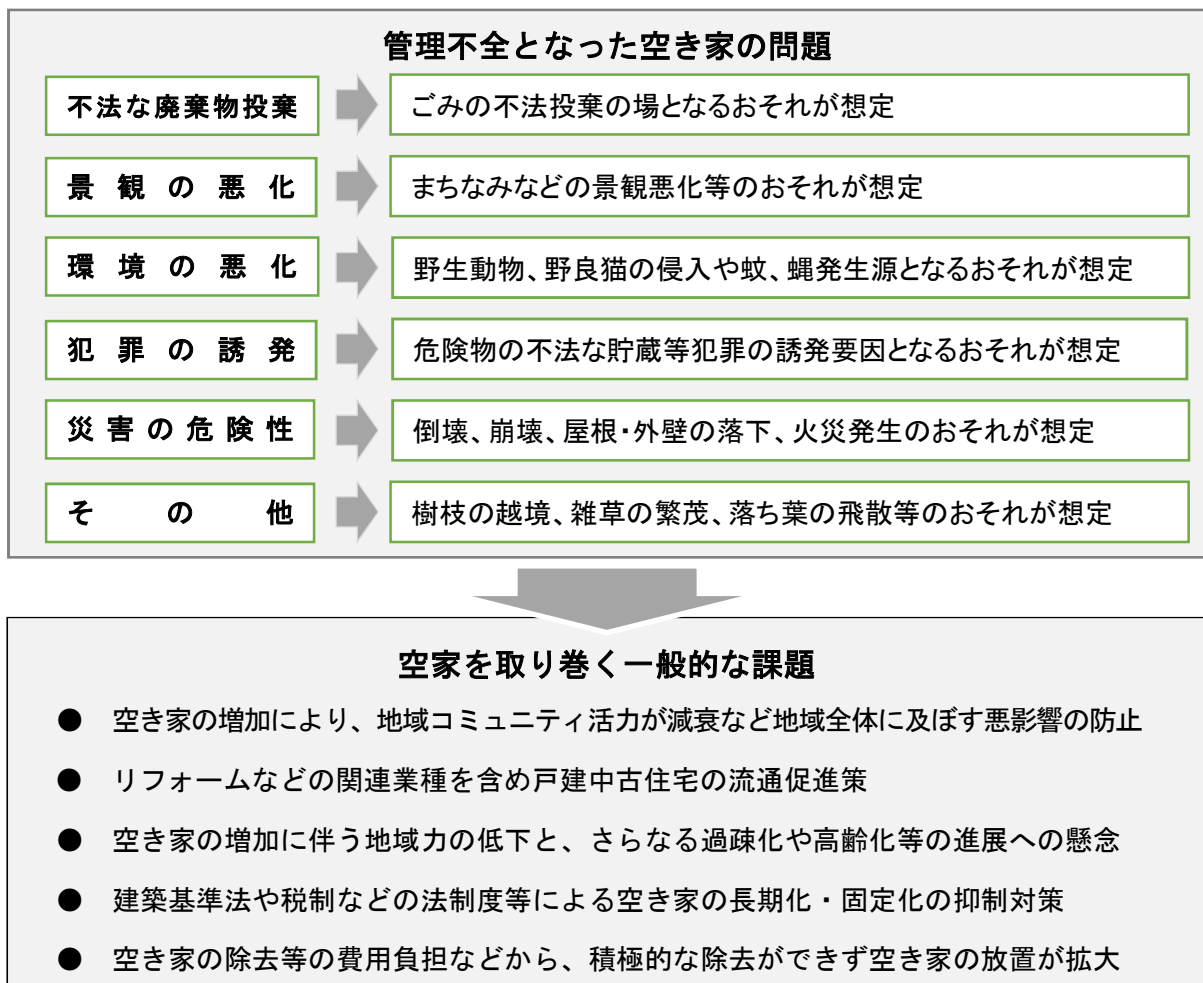 管理不全となった空き家の問題
不法な廃棄物投棄
ごみの不法投棄の場となるおそれが想定
景観の悪化
まちなみなどの景観悪化等のおそれが想定
環境の悪化
野生動物、野良猫の侵入や蚊、蝿発生源となるおそれが想定
犯罪の誘発
危険物の不法な貯蔵等犯罪の誘発要因となるおそれが想定
災害の危険性
倒壊、崩壊、屋根・外壁の落下、火災発生のおそれが想定
その他
樹枝の越境、雑草の繁茂、落ち葉の飛散等のおそれが想定
空家を取り巻く一般的な課題
● 空き家の増加により、地域コミュニティ活力が減衰など地域全体に及ぼす悪影響の防止
● リフォームなどの関連業種を含め戸建中古住宅の流通促進策
● 空き家の増加に伴う地域力の低下と、さらなる過疎化や高齢化等の進展への懸念
● 建築基準法や税制などの法制度等による空き家の長期化・固定化の抑制対策
● 空き家の除去等の費用負担などから、積極的な除去ができず空き家の放置が拡大